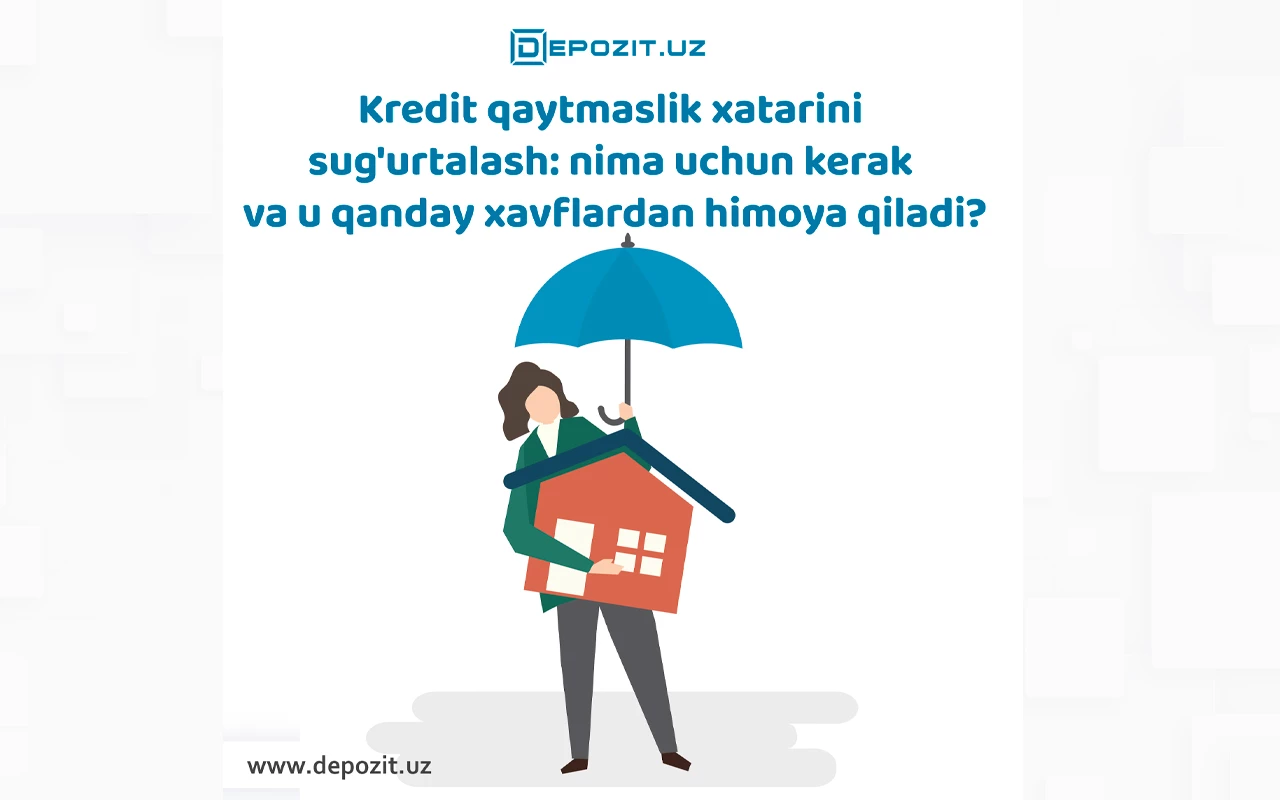 DEPOZIT.UZ
Kredit qaytmaslik xatarini
sug'urtalash: nima uchun kerak
va u qanday xavflardan himoya qiladi?
www.depozit.uz